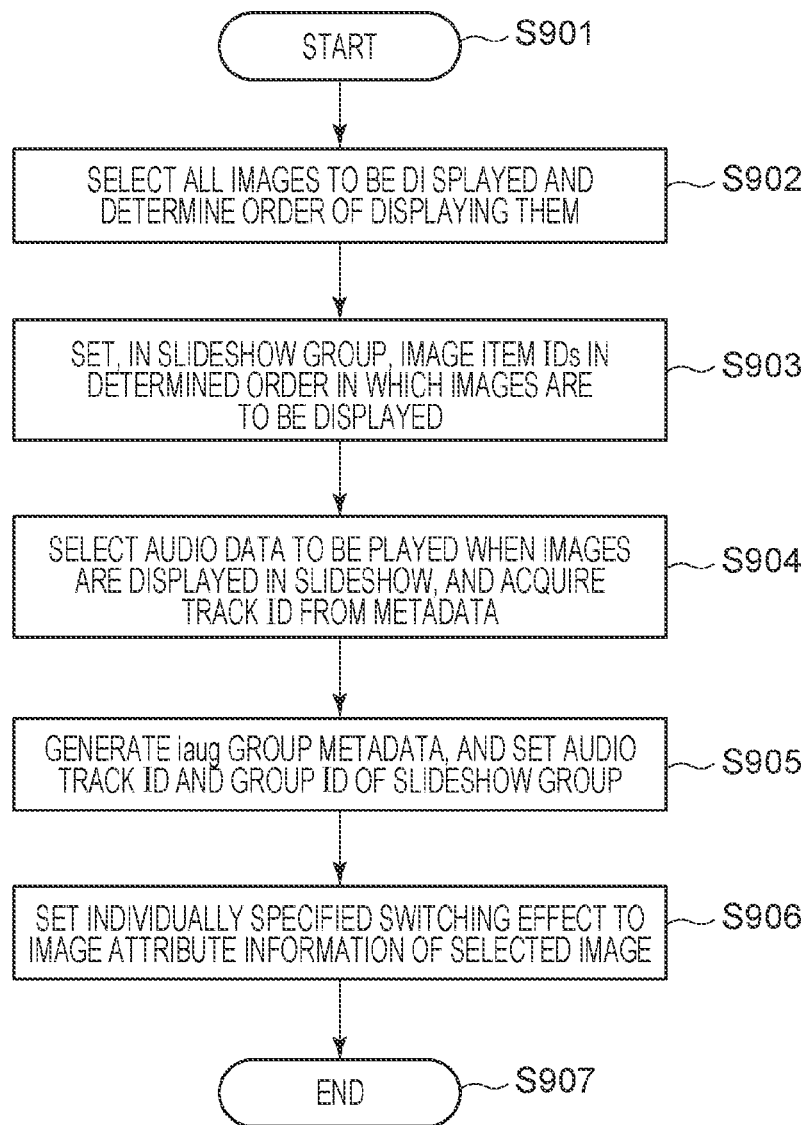 START
S901
SELECT ALL IMAGES TO BE DI SPLAYED AND
DETERMINE ORDER OF DISPLAYING THEM
S902
SET, IN SLIDESHOW GROUP, IMAGE ITEM IDs IN
DETERMINED ORDER IN WHICH IMAGES ARE
TO BE DISPLAYED
S903
SELECT AUDIO DATA TO BE PLAYED WHEN IMAGES
ARE DISPLAYED IN SLIDESHOW, AND ACQUIRE
TRACK ID FROM METADATA
S904
GENERATE iaug GROUP METADATA, AND SET AUDIO
TRACK ID AND GROUP ID OF SLIDESHOW GROUP
S905
SET INDIVIDUALLY SPECIFIED SWITCHING EFFECT TO
IMAGE ATTRIBUTE INFORMATION OF SELECTED IMAGE
S906
END
S907